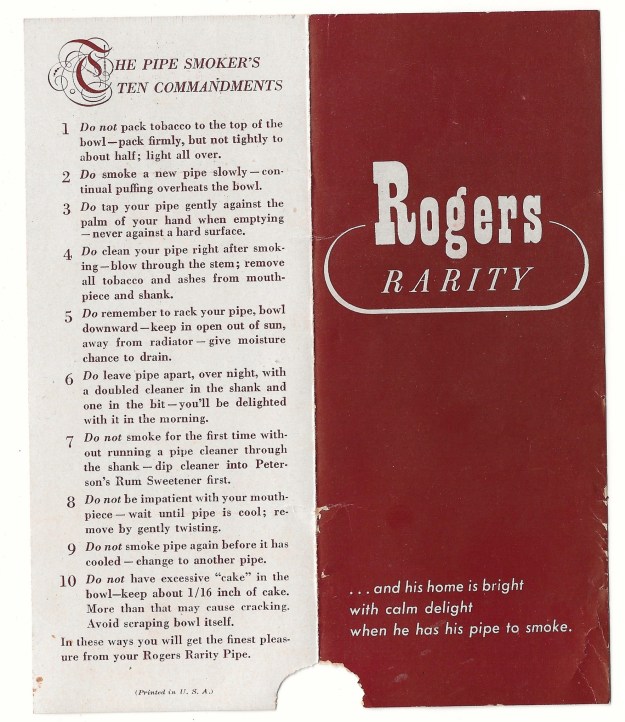 THE PIPE SMOKER'S
TEN COMMANDMENTS
1 Do not pack tobacco to the top of the
bowl—pack firmly, but not tightly to
about half; light all over.
2 Do smoke a new pipe slowly—con-
tinual puffing overheats the bowl.
3 Do tap your pipe gently against the
palm of your hand when emptying
—never against a hard surface.
4 Do clean your pipe right after smok-
ing—blow through the stem; remove
all tobacco and ashes from mouth-
piece and shank.
5 Do remember to rack your pipe, bowl
downward—keep in open out of sun,
away from radiator—give moisture
chance to drain.
6 Do leave pipe apart, over night, with
a doubled cleaner in the shank and
one in the bit—you'll be delighted
with it in the morning.
7 Do not smoke for the first time with-
out running a pipe cleaner through
the shank—dip cleaner into Peter-
son's Rum Sweetener first.
8 Do not be impatient with your mouth-
piece—wait until pipe is cool; re-
move by gently twisting.
9 Do not smoke pipe again before it has
cooled—change to another pipe.
10 Do not have excessive "cake" in the
bowl—keep about 1/16 inch of cake.
More than that may cause cracking.
Avoid scraping bowl itself.
In these ways you will get the finest pleas-
ure from your Rogers Rarity Pipe.
(Printed in U. S. A.)
Rogers
RARITY
...and his home is bright
with calm delight
when he has his pipe to smoke.